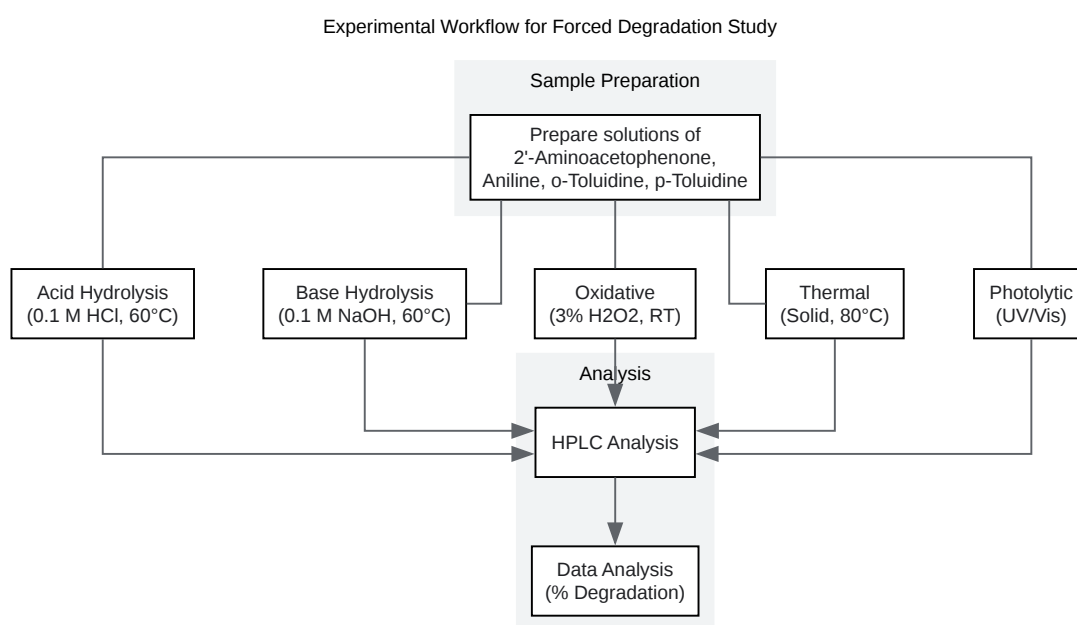 Experimental Workflow for Forced Degradation Study
Sample Preparation
Prepare solutions of
2'-Aminoacetophenone,
Aniline, o-Toluidine, p-Toluidine
Acid Hydrolysis
(0.1 M HCl, 60°C)
Base Hydrolysis
(0.1 M NaOH, 60°C)
Oxidative
(3% H2O2, RT)
Thermal
(Solid, 80°C)
Photolytic
(UV/Vis)
Analysis
HPLC Analysis
Data Analysis
(% Degradation)